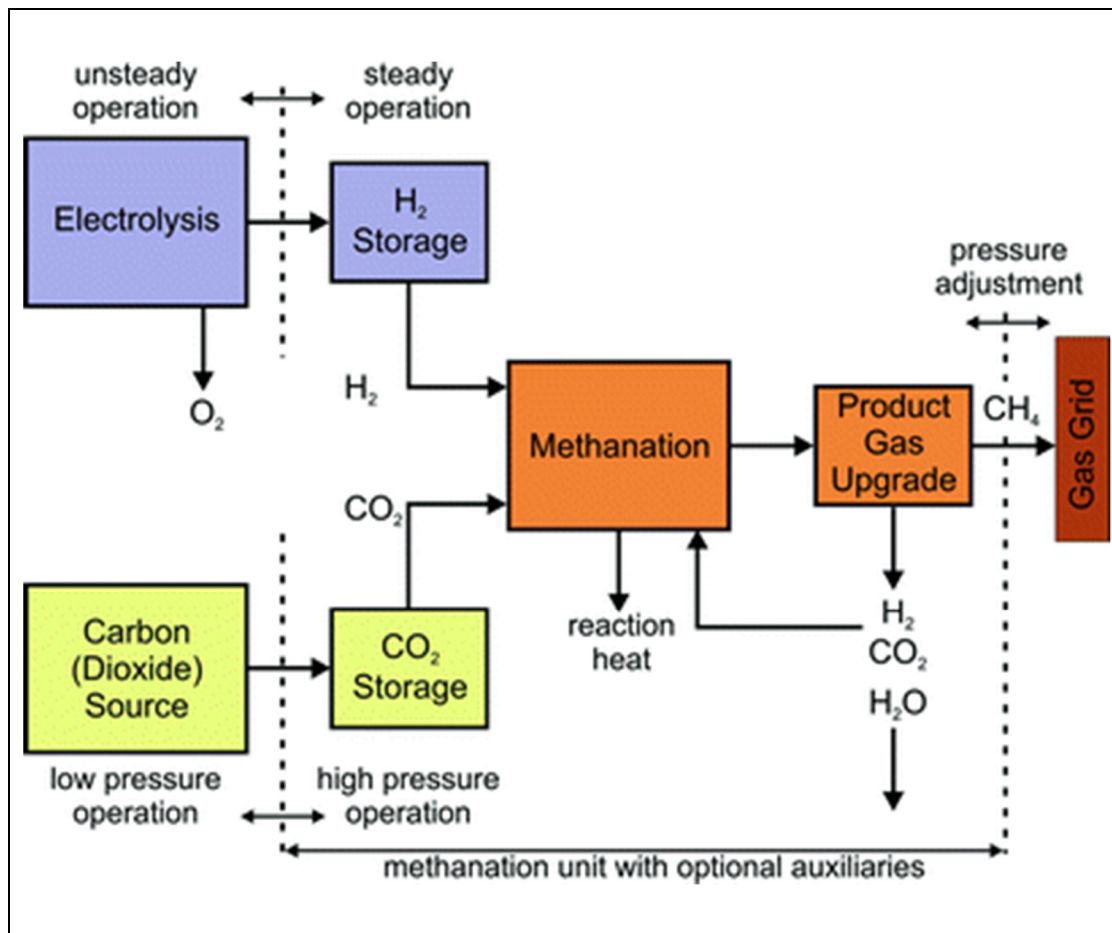 unsteady
operation
steady
operation
Electrolysis
H₂
Storage
O₂
H₂
pressure
adjustment
Methanation
Product
Gas
Upgrade
CH₄
Gas Grid
CO₂
Carbon
(Dioxide)
Source
CO₂
Storage
reaction
heat
H₂
CO₂
H₂O
low pressure
operation
high pressure
operation
methanation unit with optional auxiliaries